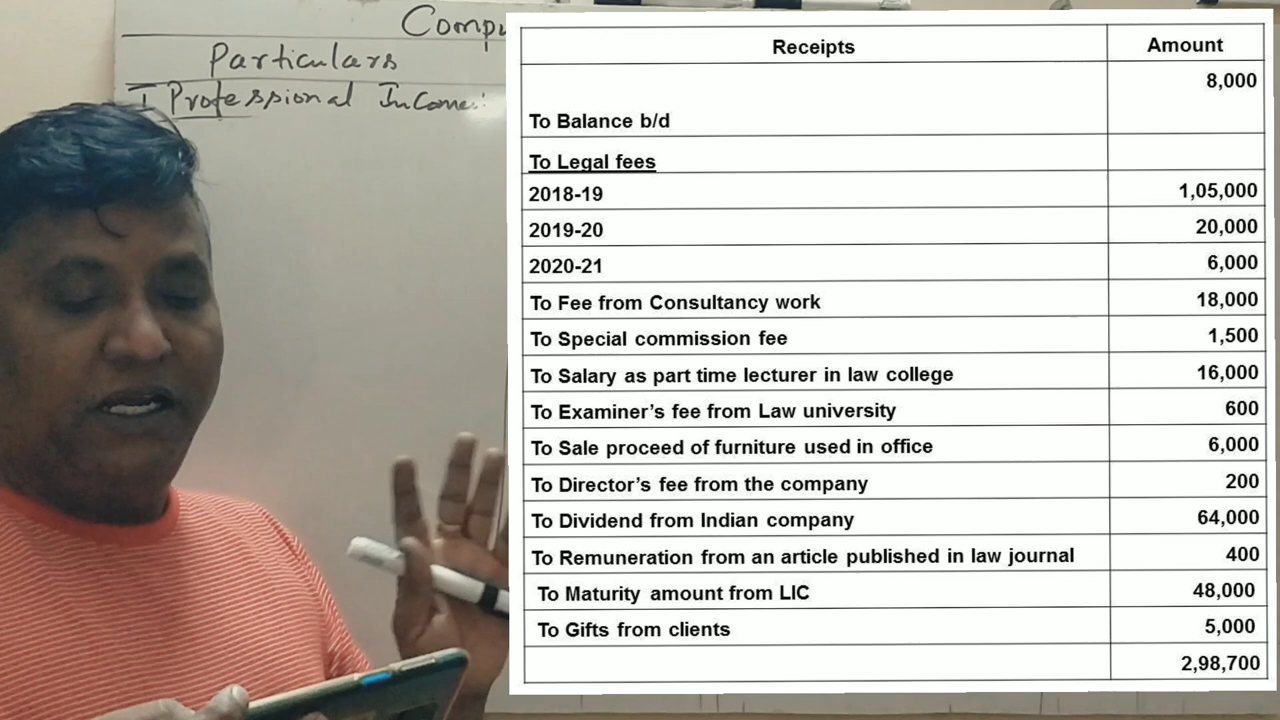 Compu
Particulars
I Professional Income:
Receipts Amount
8,000
To Balance b/d
To Legal fees
2018-19 1,05,000
2019-20 20,000
2020-21 6,000
To Fee from Consultancy work 18,000
To Special commission fee 1,500
To Salary as part time lecturer in law college 16,000
To Examiner's fee from Law university 600
To Sale proceed of furniture used in office 6,000
To Director's fee from the company 200
To Dividend from Indian company 64,000
To Remuneration from an article published in law journal 400
To Maturity amount from LIC 48,000
To Gifts from clients 5,000
2,98,700